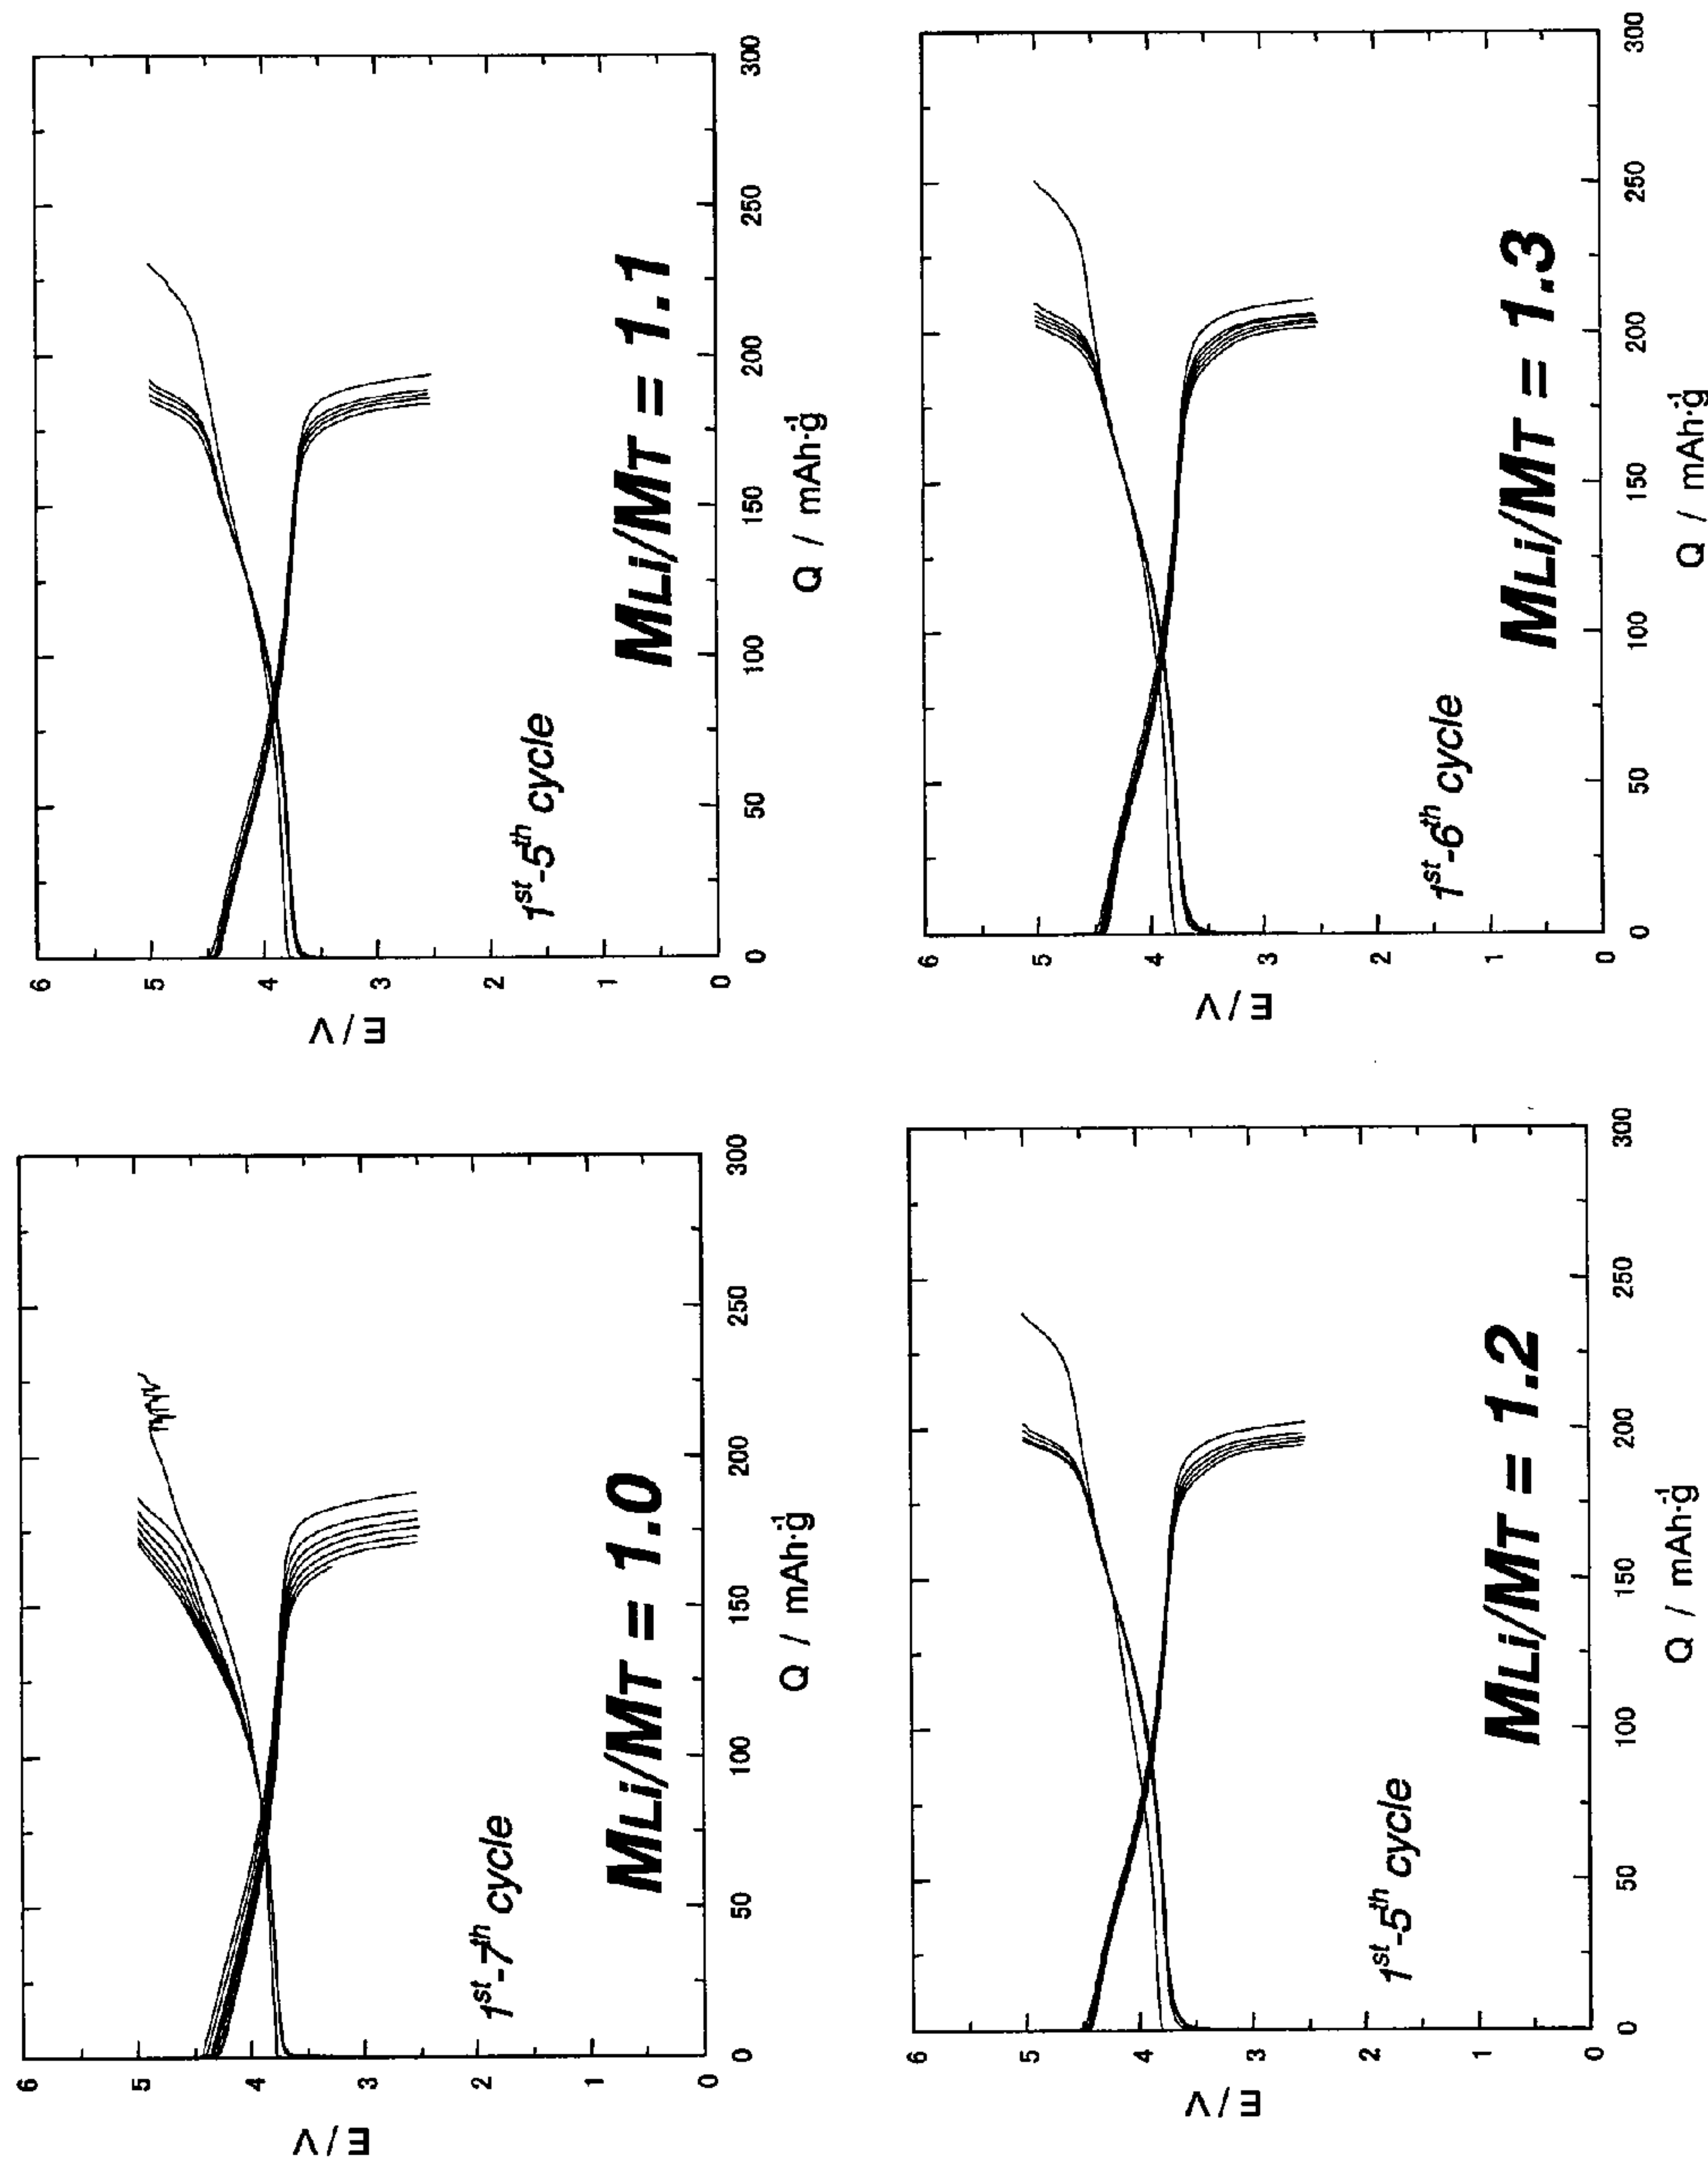 E / V
6
5
4
3
2
1
0
1st-7th cycle
MLi/MT = 1.0
0 50 100 150 200 250 300
Q / mAh·g-1
E / V
6
5
4
3
2
1
0
1st-5th cycle
MLi/MT = 1.1
0 50 100 150 200 250 300
Q / mAh·g-1
E / V
6
5
4
3
2
1
0
1st-5th cycle
MLi/MT = 1.2
0 50 100 150 200 250 300
Q / mAh·g-1
E / V
6
5
4
3
2
1
0
1st-6th cycle
MLi/MT = 1.3
0 50 100 150 200 250 300
Q / mAh·g-1